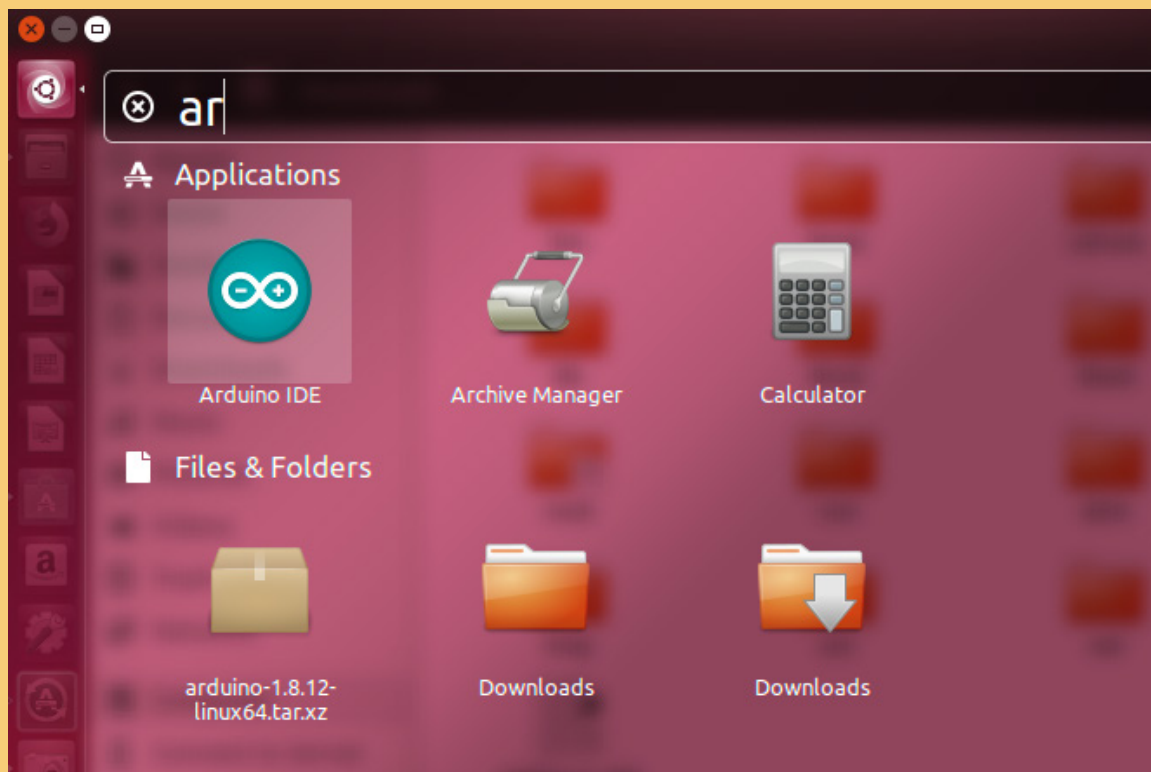 ar
Applications
Arduino IDE
Archive Manager
Calculator
Files & Folders
arduino-1.8.12-
linux64.tar.xz
Downloads
Downloads